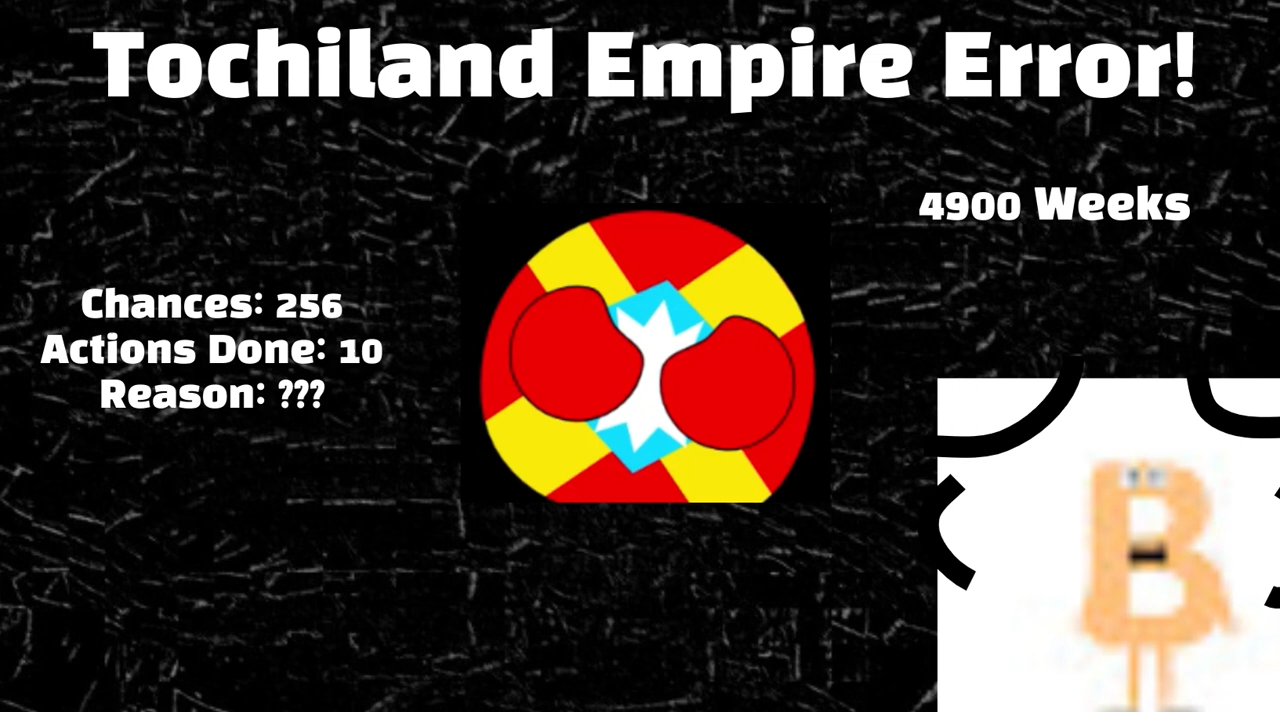 Tochiland Empire Error!
4900 Weeks
Chances: 256
Actions Done: 10
Reason: ???
B